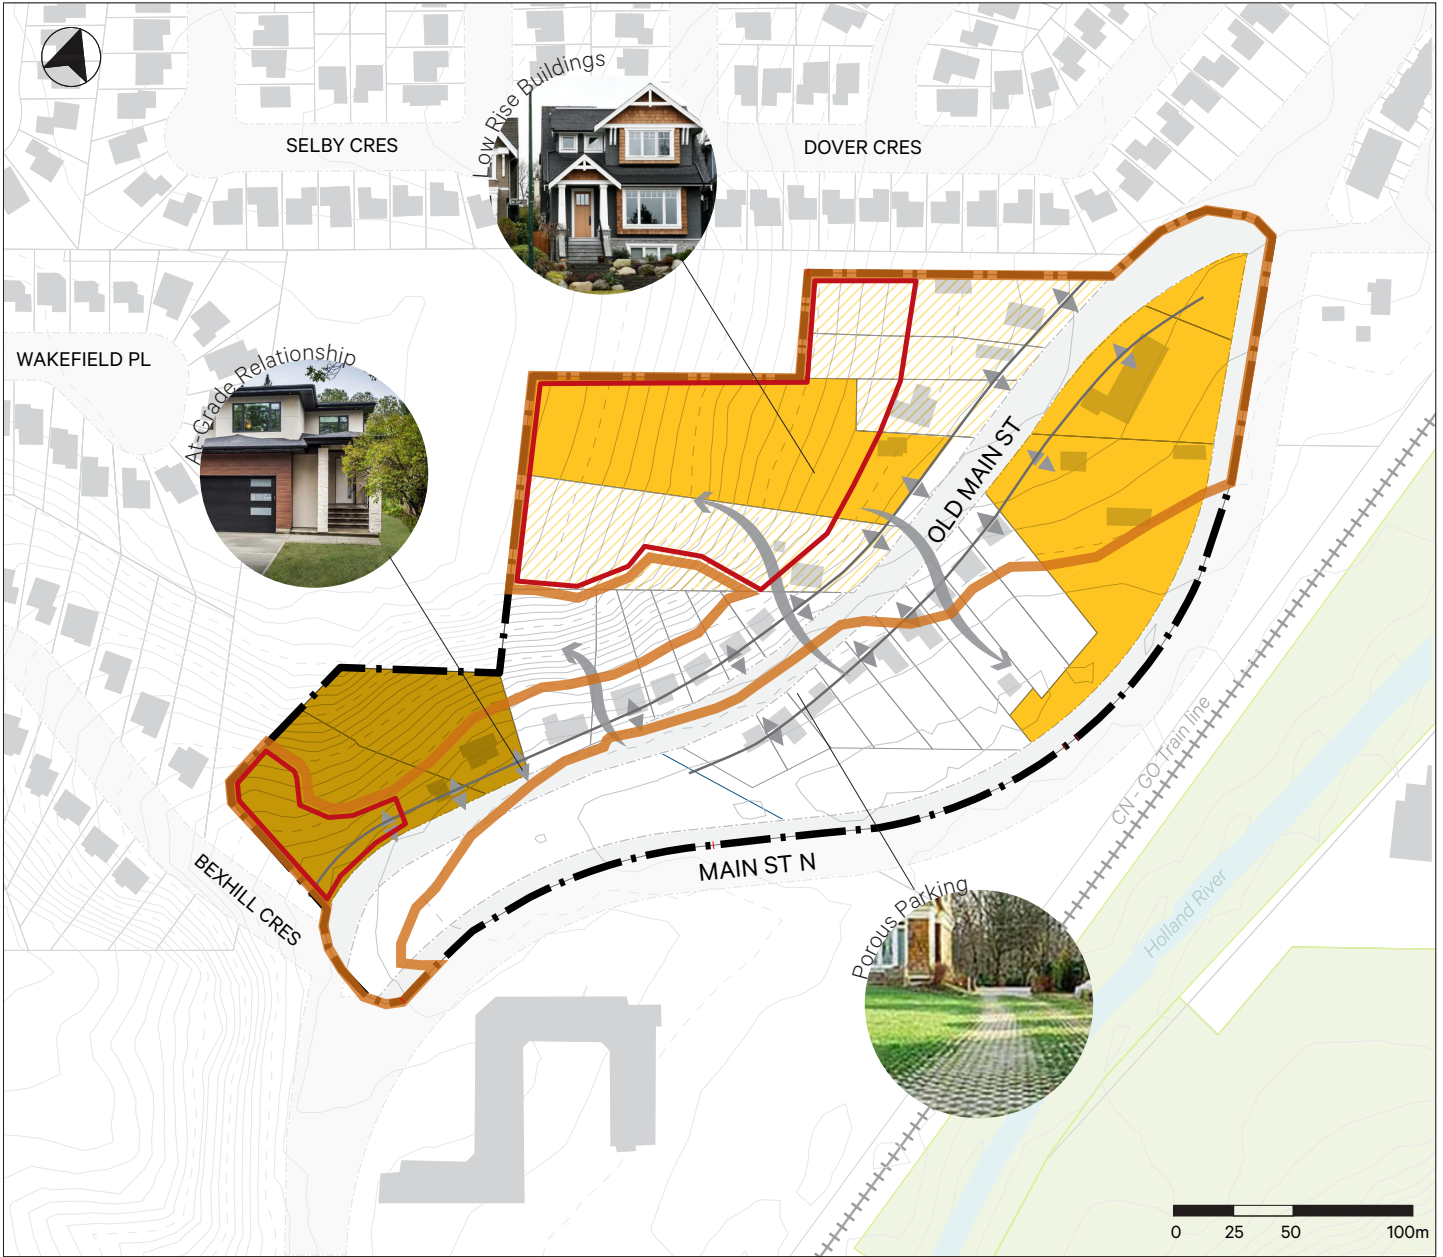 Low Rise Buildings
SELBY CRES
DOVER CRES
WAKEFIELD PL
At-Grade Relationship
OLD MAIN ST
CN - GO Train line
MAIN ST N
BEXHILL CRES
Porous Parking
Holland River
0 25 50 100m